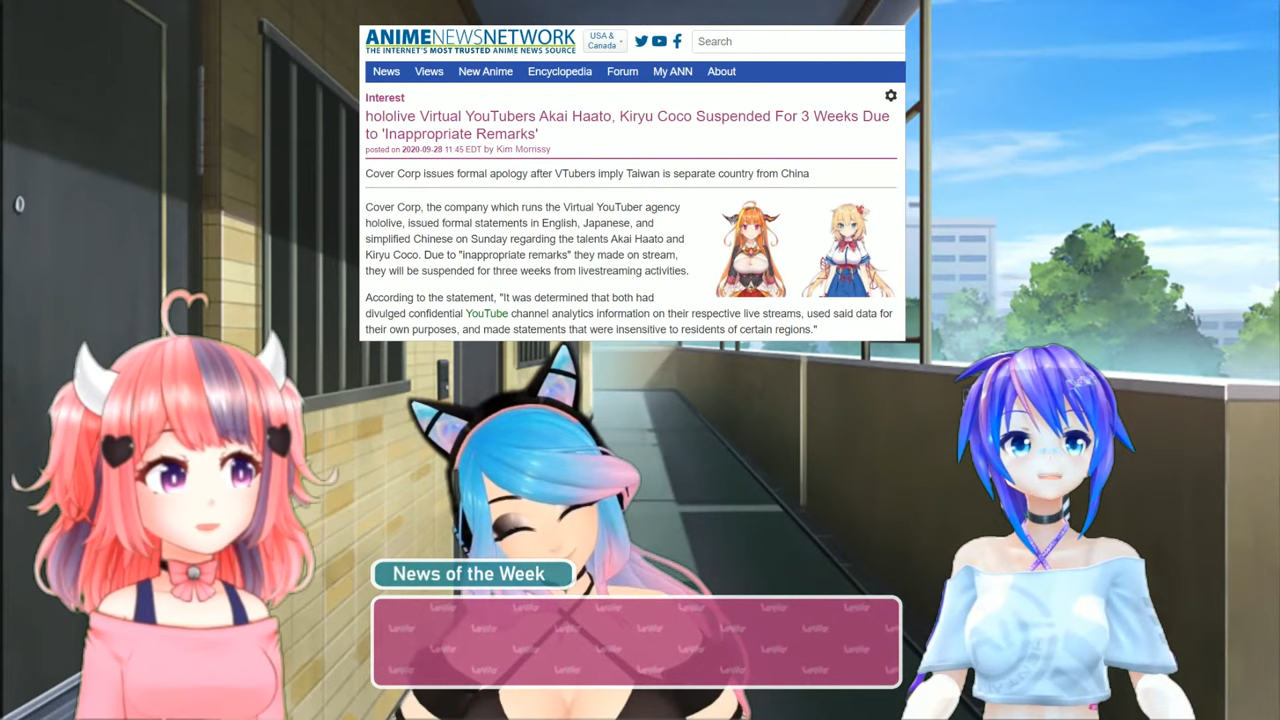 ANIMENEWSNETWORK
THE INTERNET'S MOST TRUSTED ANIME NEWS SOURCE
USA &
Canada
Search
News Views New Anime Encyclopedia Forum My ANN About
Interest
hololive Virtual YouTubers Akai Haato, Kiryu Coco Suspended For 3 Weeks Due
to 'Inappropriate Remarks'
posted on 2020-09-28 11:45 EDT by Kim Morrissy
Cover Corp issues formal apology after VTubers imply Taiwan is separate country from China
Cover Corp, the company which runs the Virtual YouTuber agency
hololive, issued formal statements in English, Japanese, and
simplified Chinese on Sunday regarding the talents Akai Haato and
Kiryu Coco. Due to "inappropriate remarks" they made on stream,
they will be suspended for three weeks from livestreaming activities.
According to the statement, "It was determined that both had
divulged confidential YouTube channel analytics information on their respective live streams, used said data for
their own purposes, and made statements that were insensitive to residents of certain regions."
News of the Week